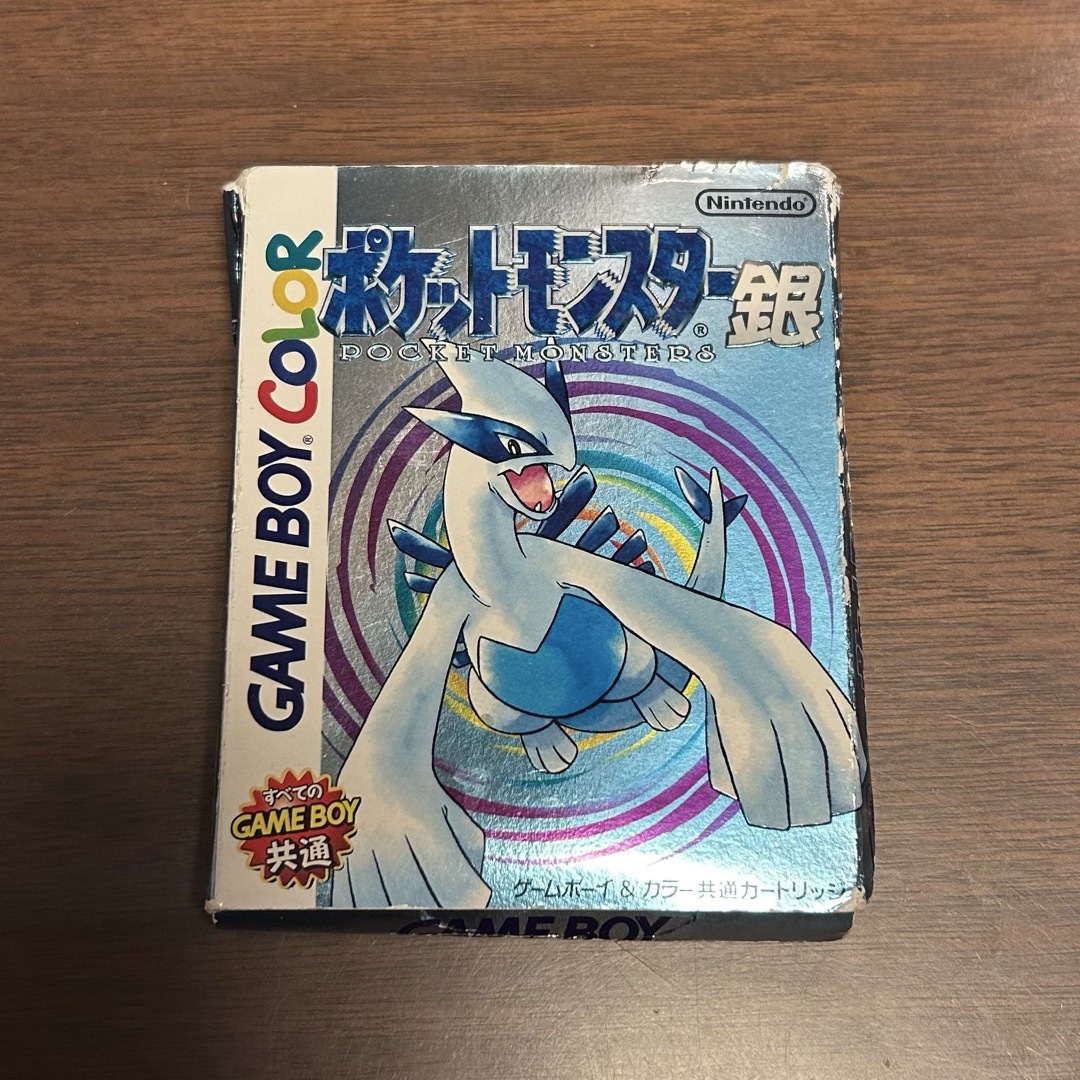 Nintendo®
ポケットモンスター®銀
POCKET MONSTERS
GAME BOY® COLOR
すべての
GAME BOY
共通
ゲームボーイ & カラー共通カートリッジ
GAME BOY